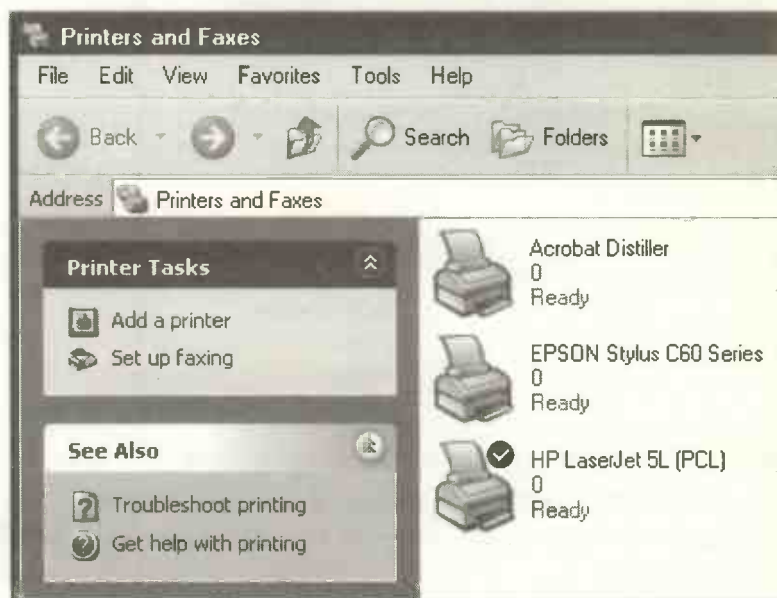 Printers and Faxes
File Edit View Favorites Tools Help
Back Search Folders
Address Printers and Faxes
Printer Tasks
Add a printer
Set up faxing
See Also
Troubleshoot printing
Get help with printing
Acrobat Distiller
0
Ready
EPSON Stylus C60 Series
0
Ready
HP LaserJet 5L (PCL)
0
Ready